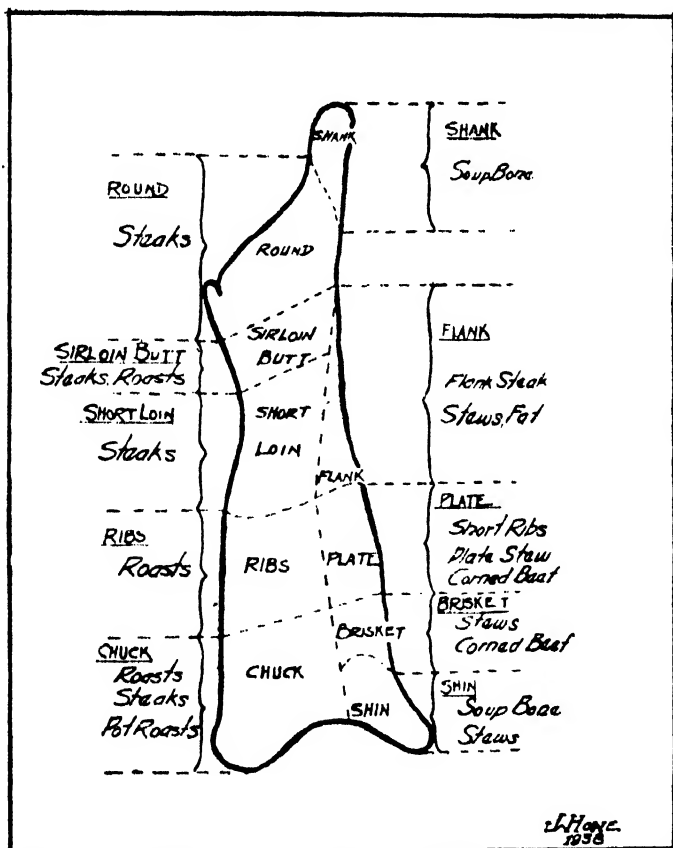 ROUND
Steaks
SIRLOIN BUTT
Steaks, Roasts
SHORT LOIN
Steaks
RIBS
Roasts
CHUCK
Roasts
Steaks
Pot Roasts
SHANK
ROUND
SIRLOIN
BUTT
SHORT
LOIN
FLANK
RIBS
PLATE
BRISKET
CHUCK
SHIN
SHANK
Soup Bone
FLANK
Flank Steak
Stews, Fat
PLATE
Short Ribs
Plate Stew
Corned Beef
BRISKET
Stews
Corned Beef
SHIN
Soup Bone
Stews
1938